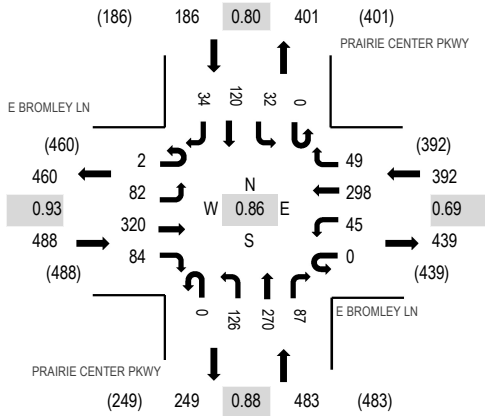 (186) 186 0.80 401 (401)
PRAIRIE CENTER PKWY
E BROMLEY LN
34 120 32 0
(460)
460
0.93
488
(488)
2
82
320
84
N
W 0.86 E
S
49
298
45
0
(392)
392
0.69
439
(439)
0 126 270 87
E BROMLEY LN
PRAIRIE CENTER PKWY
(249) 249 0.88 483 (483)